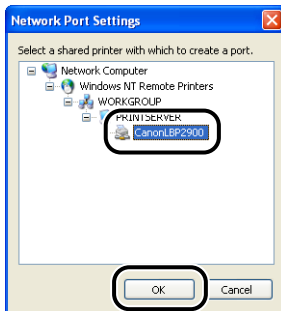 Network Port Settings
Select a shared printer with which to create a port.
Network Computer
Windows NT Remote Printers
WORKGROUP
PRINTSERVER
CanonLBP2900
OK
Cancel